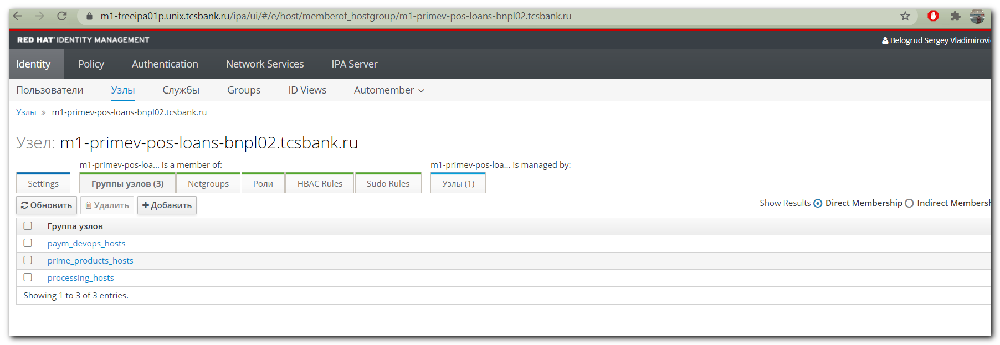 m1-freeipa01p.unix.tcsbank.ru/ipa/ui/#/e/host/memberof_hostgroup/m1-primev-pos-loans-bnpl02.tcsbank.ru
RED HAT IDENTITY MANAGEMENT
Belogrud Sergey Vladimirovi
Identity Policy Authentication Network Services IPA Server
Пользователи Узлы Службы Groups ID Views Automember
Узлы » m1-primev-pos-loans-bnpl02.tcsbank.ru
Узел: m1-primev-pos-loans-bnpl02.tcsbank.ru
m1-primev-pos-loa... is a member of: m1-primev-pos-loa... is managed by:
Settings Группы узлов (3) Netgroups Роли HBAC Rules Sudo Rules Узлы (1)
Обновить Удалить Добавить Show Results Direct Membership Indirect Membersh
Группа узлов
paym_devops_hosts
prime_products_hosts
processing_hosts
Showing 1 to 3 of 3 entries.